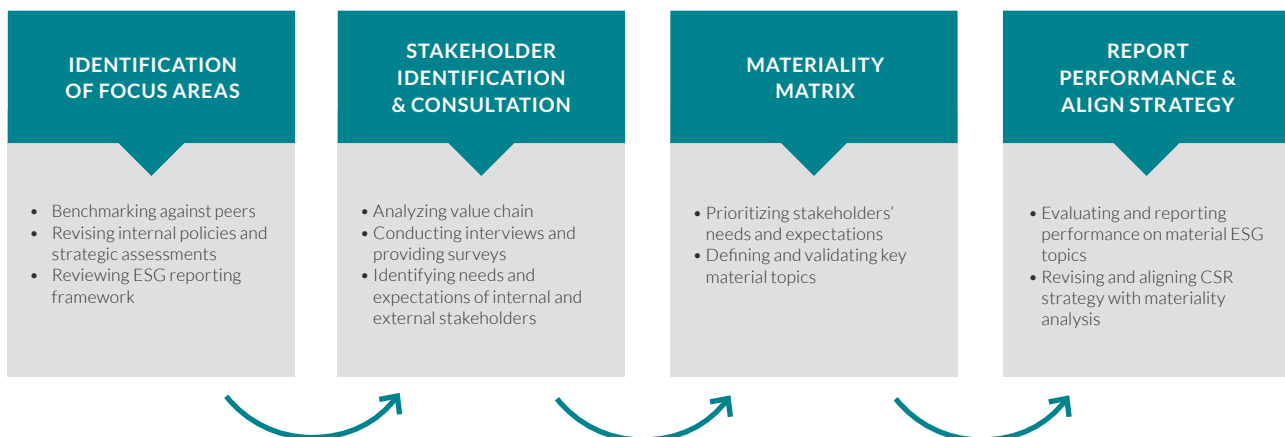 IDENTIFICATION
OF FOCUS AREAS
• Benchmarking against peers
• Revising internal policies and
strategic assessments
• Reviewing ESG reporting
framework
STAKEHOLDER
IDENTIFICATION
& CONSULTATION
• Analyzing value chain
• Conducting interviews and
providing surveys
• Identifying needs and
expectations of internal and
external stakeholders
MATERIALITY
MATRIX
• Prioritizing stakeholders’
needs and expectations
• Defining and validating key
material topics
REPORT
PERFORMANCE &
ALIGN STRATEGY
• Evaluating and reporting
performance on material ESG
topics
• Revising and aligning CSR
strategy with materiality
analysis